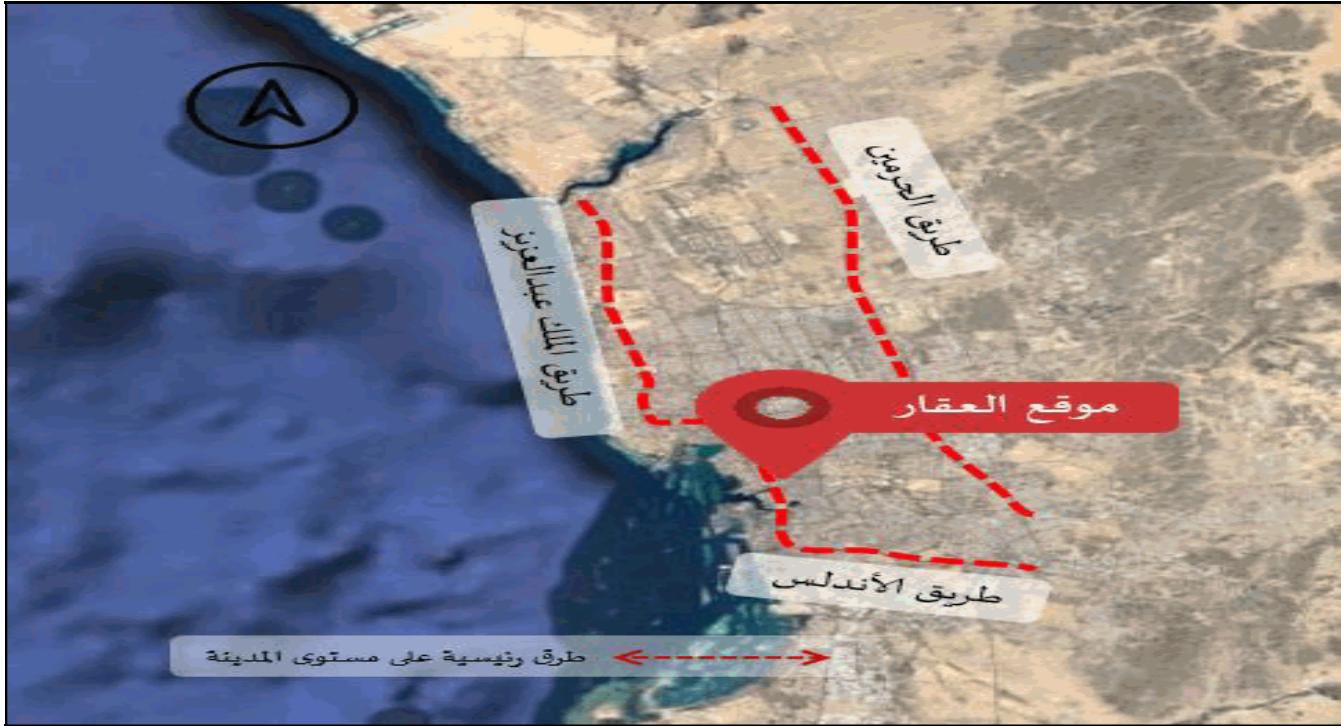 طريق الحرمين
طريق الملك عبدالعزيز
موقع العقار
طريق الأندلس
طرق رئيسية على مستوى المدينة